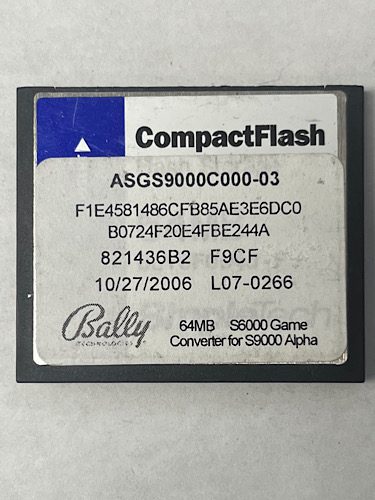 CompactFlash
ASGS9000C000-03
F1E4581486CFB85AE3E6DC0
B0724F20E4FBE244A
821436B2 F9CF
10/27/2006 L07-0266
Bally
TECHNOLOGIES
64MB S6000 Game
Converter for S9000 Alpha